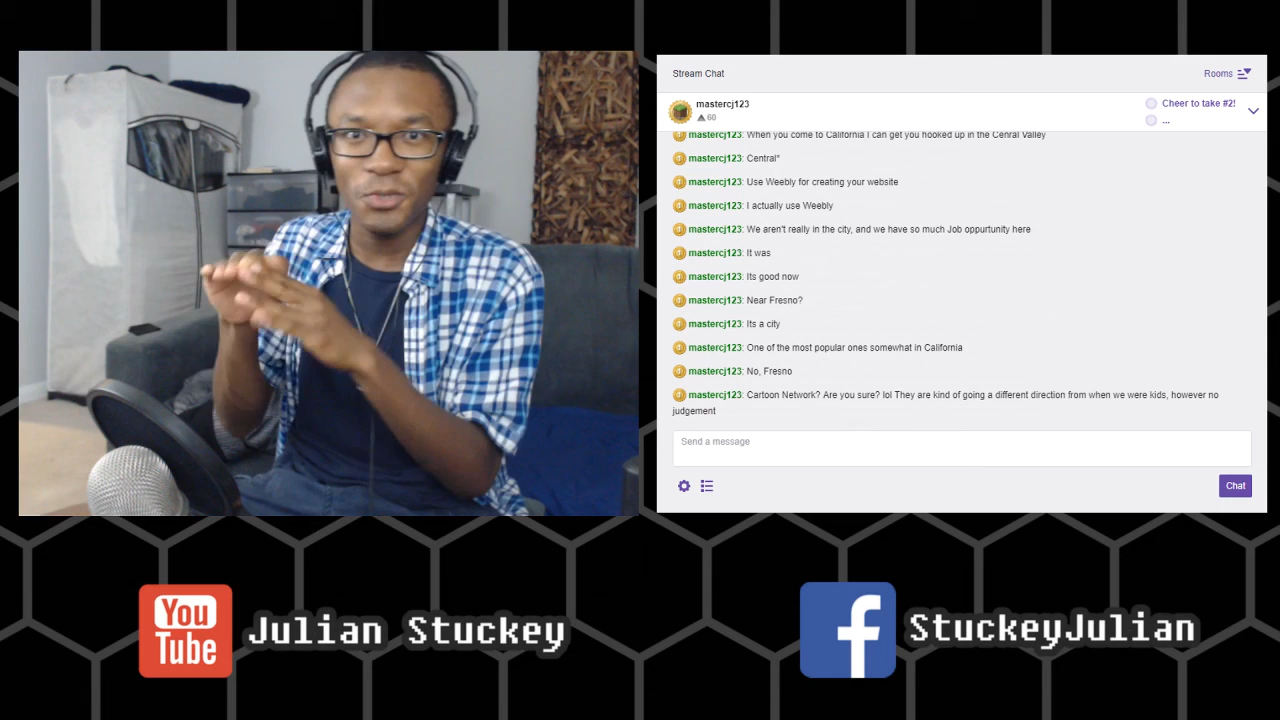 Stream Chat
Rooms
mastercj123
60
Cheer to take #2!
...
mastercj123: When you come to California I can get you hooked up in the Cenral Valley
mastercj123: Central*
mastercj123: Use Weebly for creating your website
mastercj123: I actually use Weebly
mastercj123: We aren't really in the city, and we have so much Job oppurtunity here
mastercj123: It was
mastercj123: Its good now
mastercj123: Near Fresno?
mastercj123: Its a city
mastercj123: One of the most popular ones somewhat in California
mastercj123: No, Fresno
mastercj123: Cartoon Network? Are you sure? lol They are kind of going a different direction from when we were kids, however no
judgement
Send a message
Chat
You
Tube
Julian Stuckey
f
StuckeyJulian